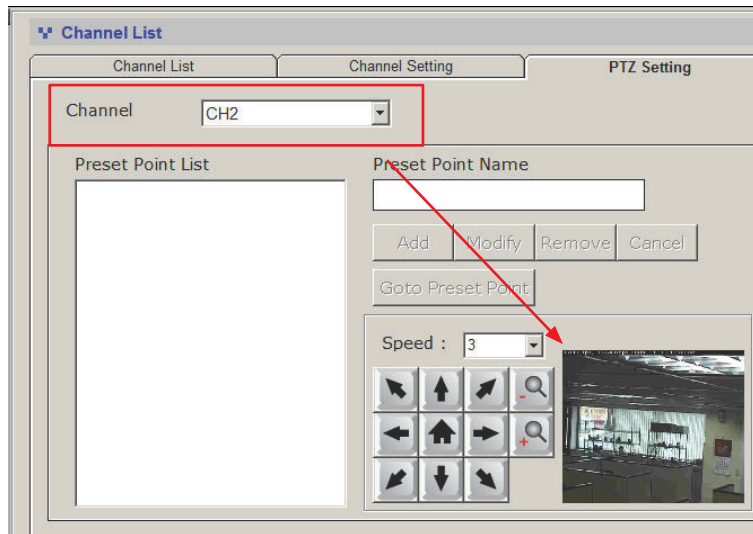 Channel List
Channel List Channel Setting PTZ Setting
Channel CH2
Preset Point List Preset Point Name
Add Modify Remove Cancel
Goto Preset Point
Speed : 3